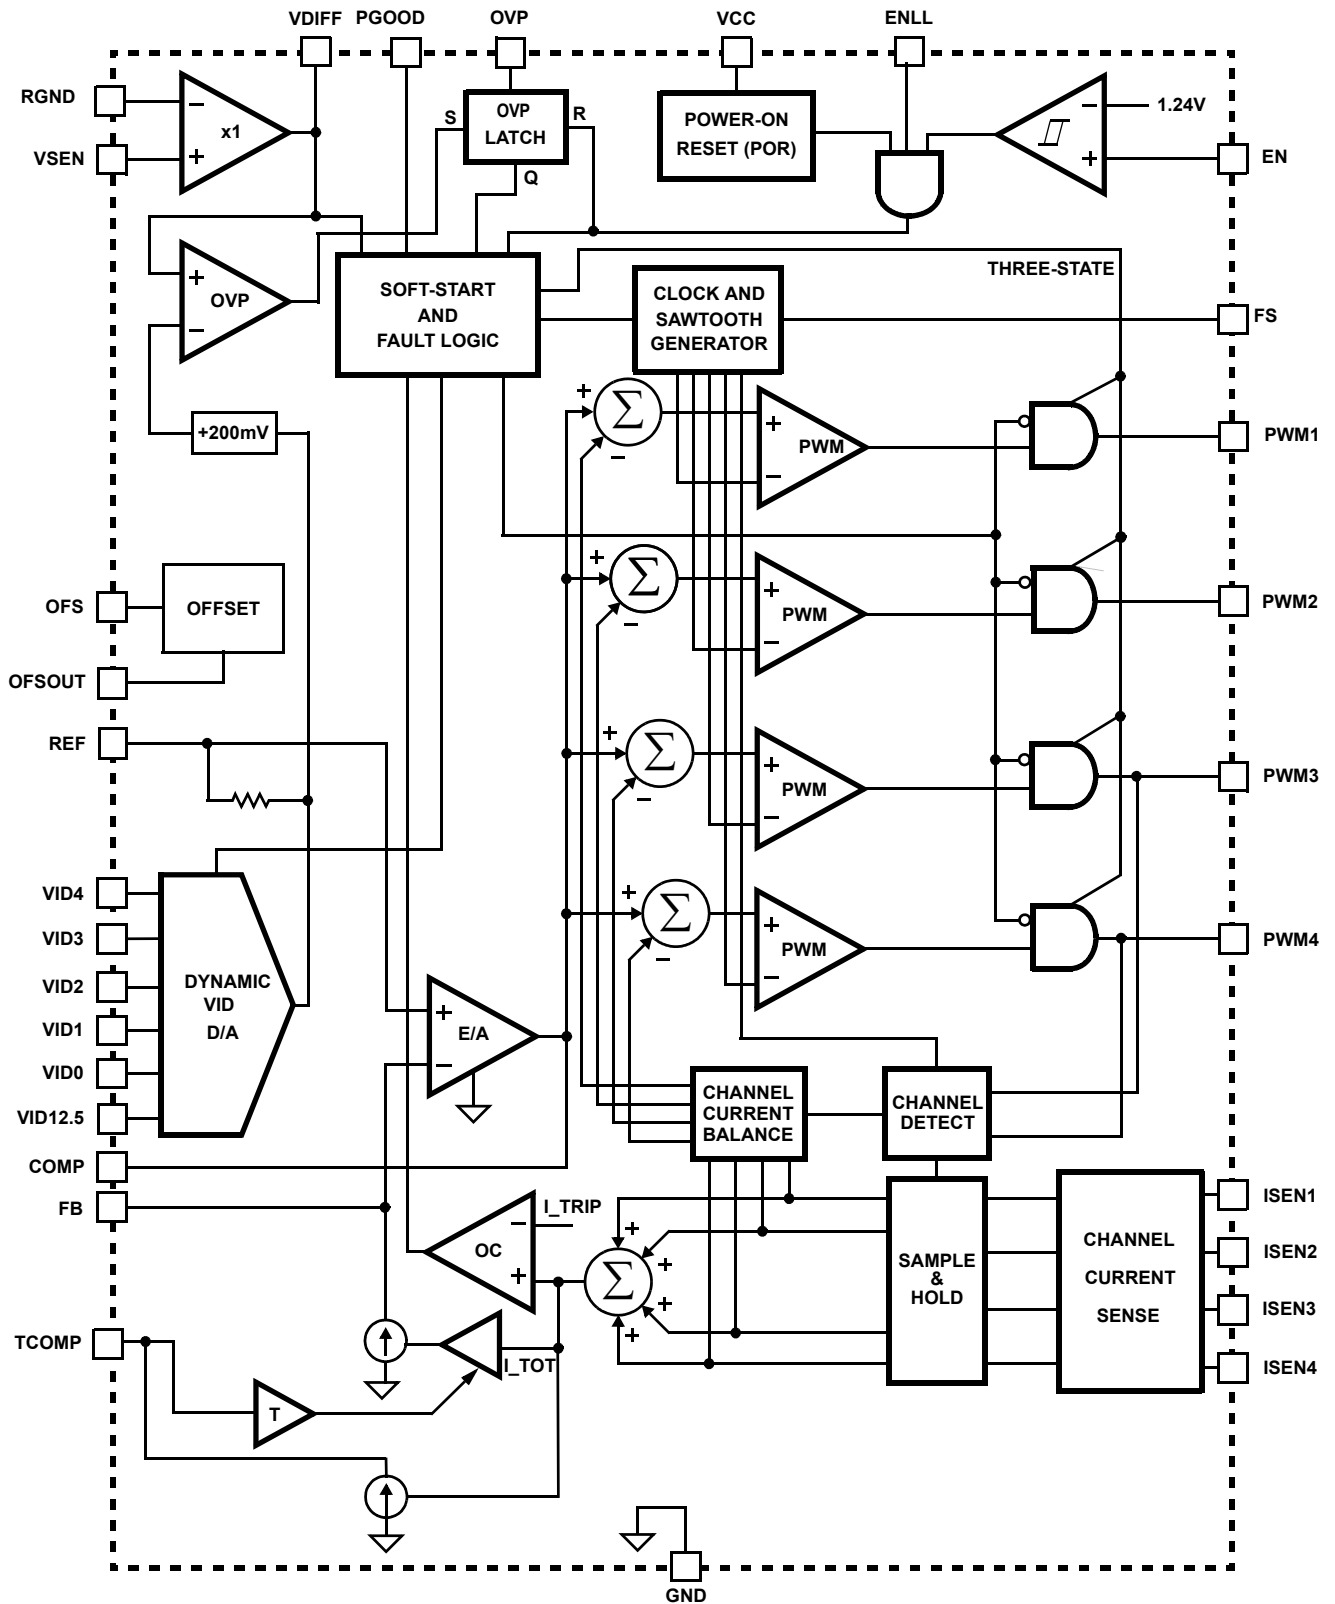 VDIFF PGOOD OVP VCC ENLL
RGND
VSEN
− x1 +
S
OVP
LATCH
R
Q
POWER-ON
RESET (POR)
− 1.24V
+
EN
+ OVP −
SOFT-START
AND
FAULT LOGIC
CLOCK AND
SAWTOOTH
GENERATOR
THREE-STATE
FS
+200mV
+ Σ −
+ PWM −
PWM1
OFS
OFFSET
OFSOUT
+ Σ −
+ PWM −
PWM2
REF
+ Σ −
+ PWM −
PWM3
VID4
VID3
VID2
VID1
VID0
VID12.5
DYNAMIC
VID
D/A
+ Σ −
+ PWM −
PWM4
+ E/A −
COMP
FB
CHANNEL
CURRENT
BALANCE
CHANNEL
DETECT
− I_TRIP
OC
+
+ + Σ + +
SAMPLE
&
HOLD
CHANNEL
CURRENT
SENSE
ISEN1
ISEN2
ISEN3
ISEN4
TCOMP
I_TOT
T
GND